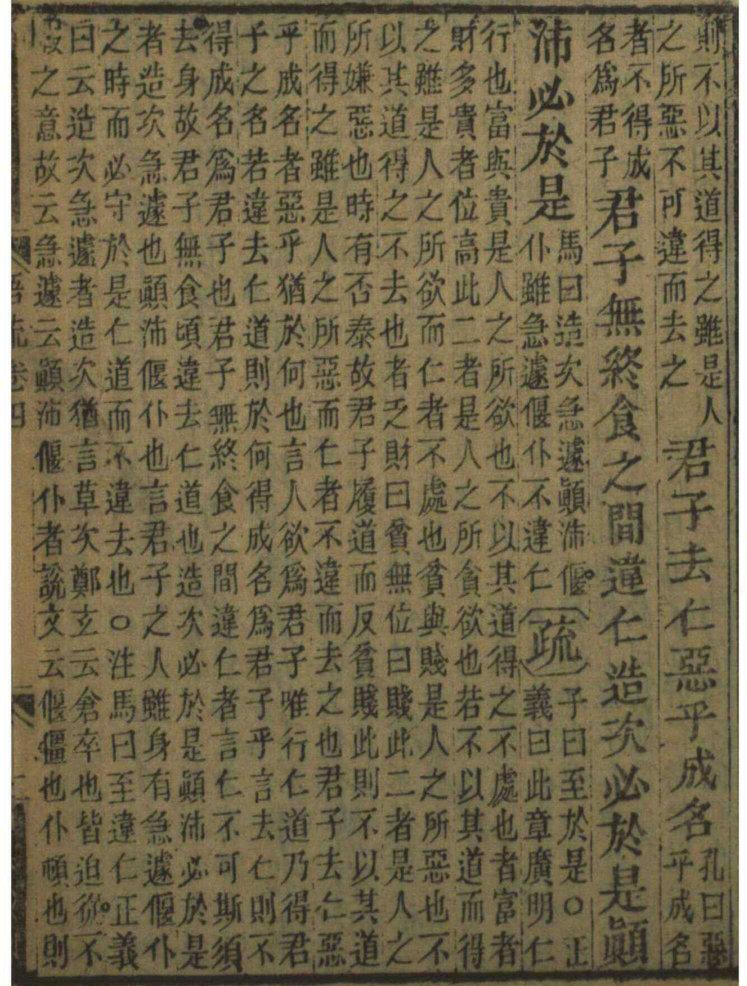 則不以其道得之雖是人
之所惡不可違而去之
君子去仁惡乎成名
孔曰惡
乎成名
者不得成
名爲君子
君子無終食之間違仁造次必於是顚
沛必於是
馬曰造次急遽顚沛偃
仆雖急遽偃仆不違仁
疏
子曰至於是○正
義曰此章廣明仁
行也富與貴是人之所欲也不以其道得之不處也者富者
財多貴者位高此二者是人之所貪欲也若不以其道而得
之雖是人之所欲而仁者不處也貧與賤是人之所惡也不
以其道得之不去也者乏財曰貧無位曰賤此二者是人之
所嫌惡也時有否泰故君子履道而反貧賤此則不以其道
而得之雖是人之所惡而仁者不違而去之也君子去仁惡
乎成名者惡乎猶於何也言人欲爲君子唯行仁道乃得君
子之名若違去仁道則於何得成名爲君子乎言去仁則不
得成名爲君子也君子無終食之間違仁者言仁不可斯須
去身故君子無食頃違去仁道也造次必於是顚沛必於是
者造次急遽也顚沛偃仆也言君子之人雖身有急遽偃仆
之時而必守於是仁道而不違去也○注馬曰至違仁正義
曰云造次急遽者造次猶言草次鄭玄云倉卒也皆迫促不
之意故云急遽云顚沛偃仆者說文云偃僵也仆頓也則
疏卷四